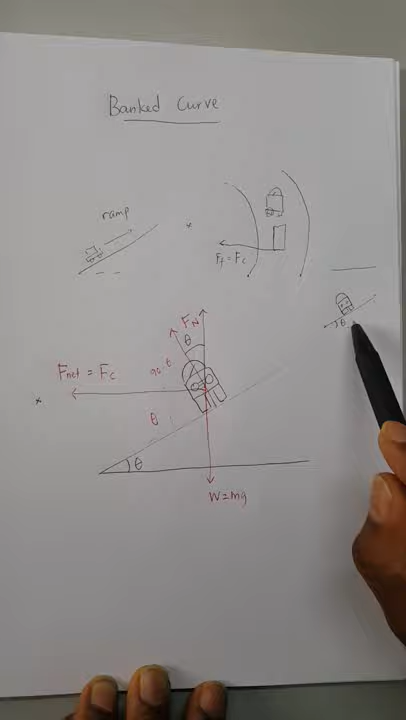 Banked Curve
ramp
Ff = Fc
θ
FN
θ
Fnet = Fc
90-θ
θ
θ
W=mg